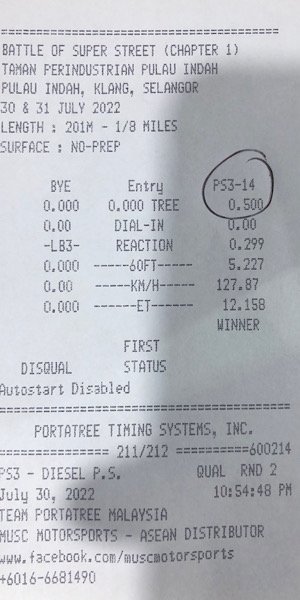 =====================================
BATTLE OF SUPER STREET (CHAPTER 1)
TAMAN PERINDUSTRIAN PULAU INDAH
PULAU INDAH, KLANG, SELANGOR
30 & 31 JULY 2022
LENGTH : 201M - 1/8 MILES
SURFACE : NO-PREP
BYE Entry PS3-14
0.000 0.000 TREE 0.500
0.00 DIAL-IN 0.00
-LB3- REACTION 0.299
0.000 ------60FT------ 5.227
0.00 -----KM/H----- 127.87
0.000 ------ET------ 12.158
WINNER
FIRST
DISQUAL STATUS
Autostart Disabled
=====================================
PORTATREE TIMING SYSTEMS, INC.
============== 211/212 ==========600214
PS3 - DIESEL P.S. QUAL RND 2
July 30, 2022 10:54:48 PM
TEAM PORTATREE MALAYSIA
MUSC MOTORSPORTS - ASEAN DISTRIBUTOR
www.facebook.com/muscmotorsports
+6016-6681490